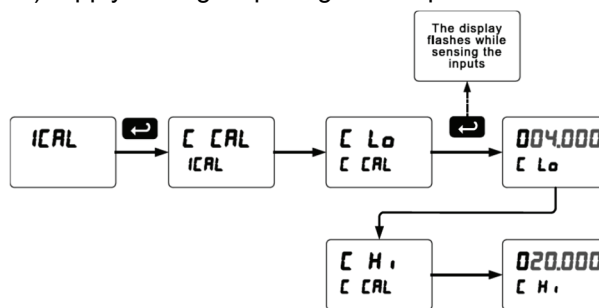 The display
flashes while
sensing the
inputs
ICAL
C CAL
ICAL
C Lo
C CAL
004.000
C Lo
C Hi
C CAL
020.000
C Hi